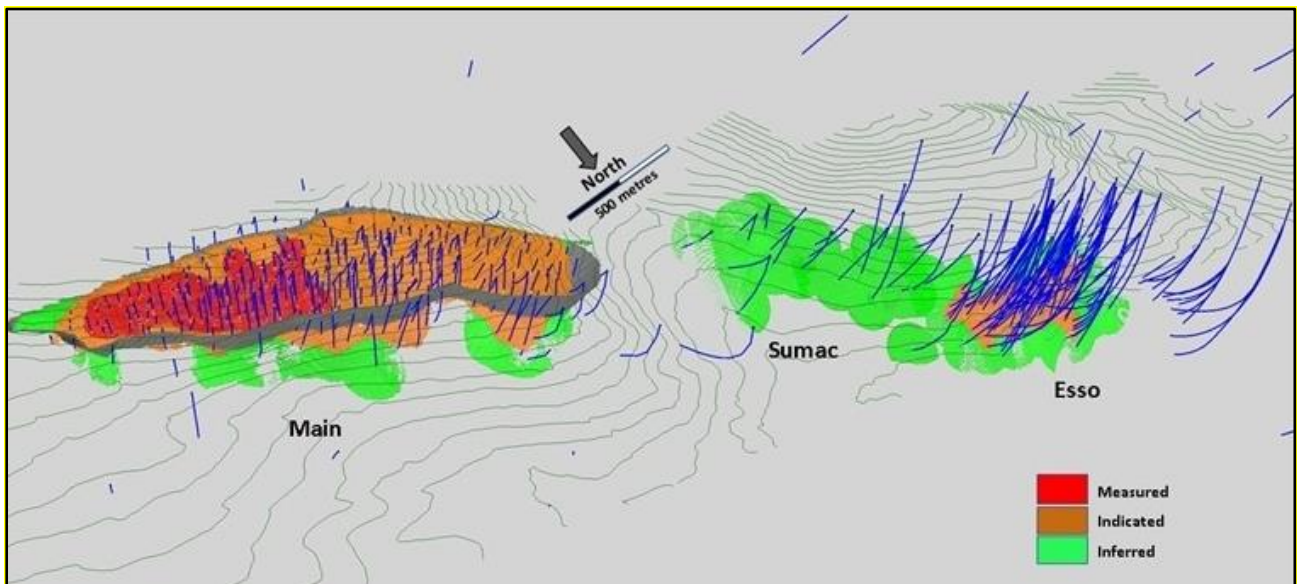 North
500 metres
Sumac
Esso
Main
Measured
Indicated
Inferred